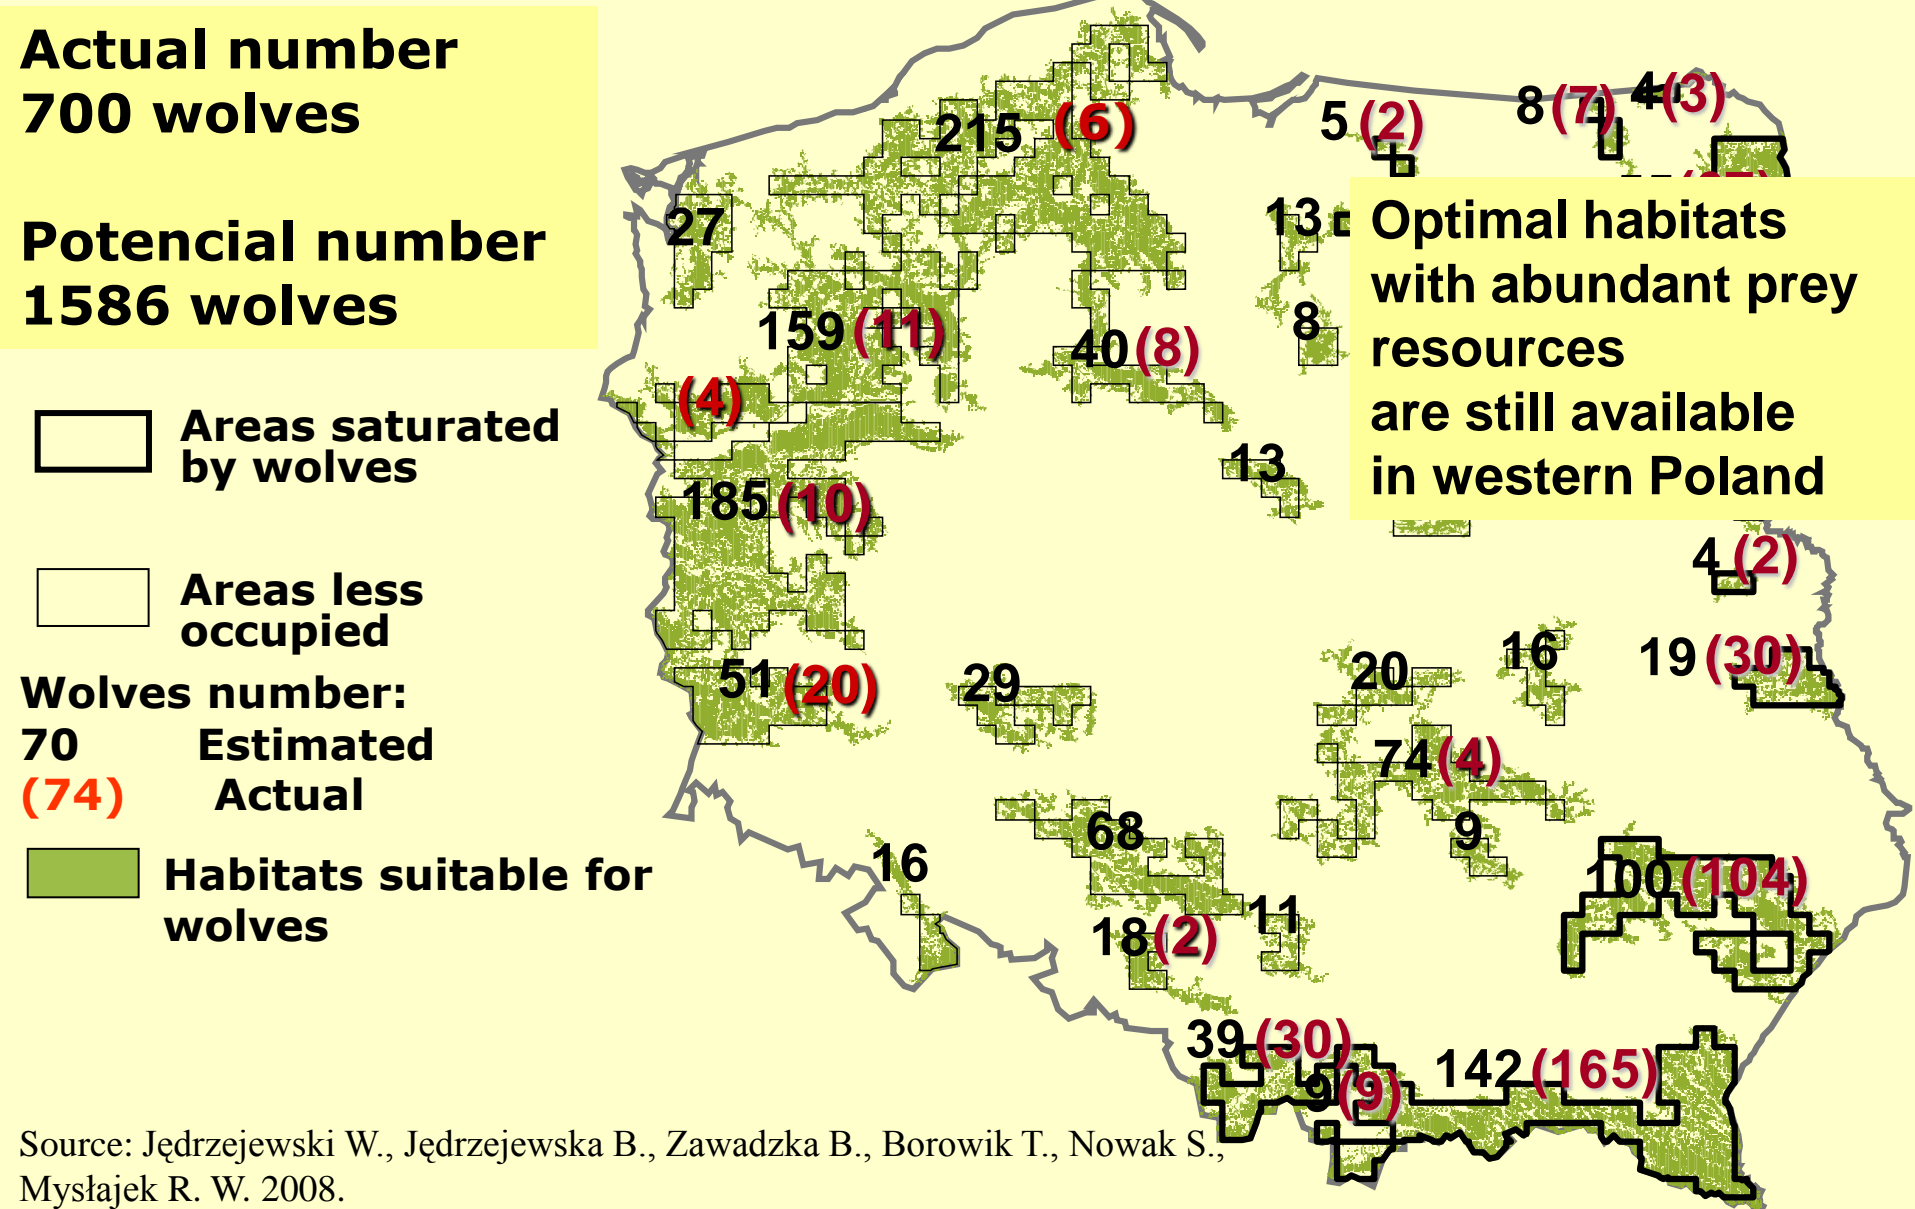 Actual number
700 wolves
Potencial number
1586 wolves
Areas saturated
by wolves
Areas less
occupied
Wolves number:
70 Estimated
(74) Actual
Habitats suitable for
wolves
215 (6)
5 (2)
8 (7)
4 (3)
27
13
Optimal habitats
with abundant prey
resources
are still available
in western Poland
159 (11)
40 (8)
8
(4)
13
185 (10)
4 (2)
51 (20)
29
20
16
19 (30)
74 (4)
68
9
16
100 (104)
18 (2)
11
39 (30)
9 (9)
142 (165)
Source: Jędrzejewski W., Jędrzejewska B., Zawadzka B., Borowik T., Nowak S.,
Mysłajek R. W. 2008.